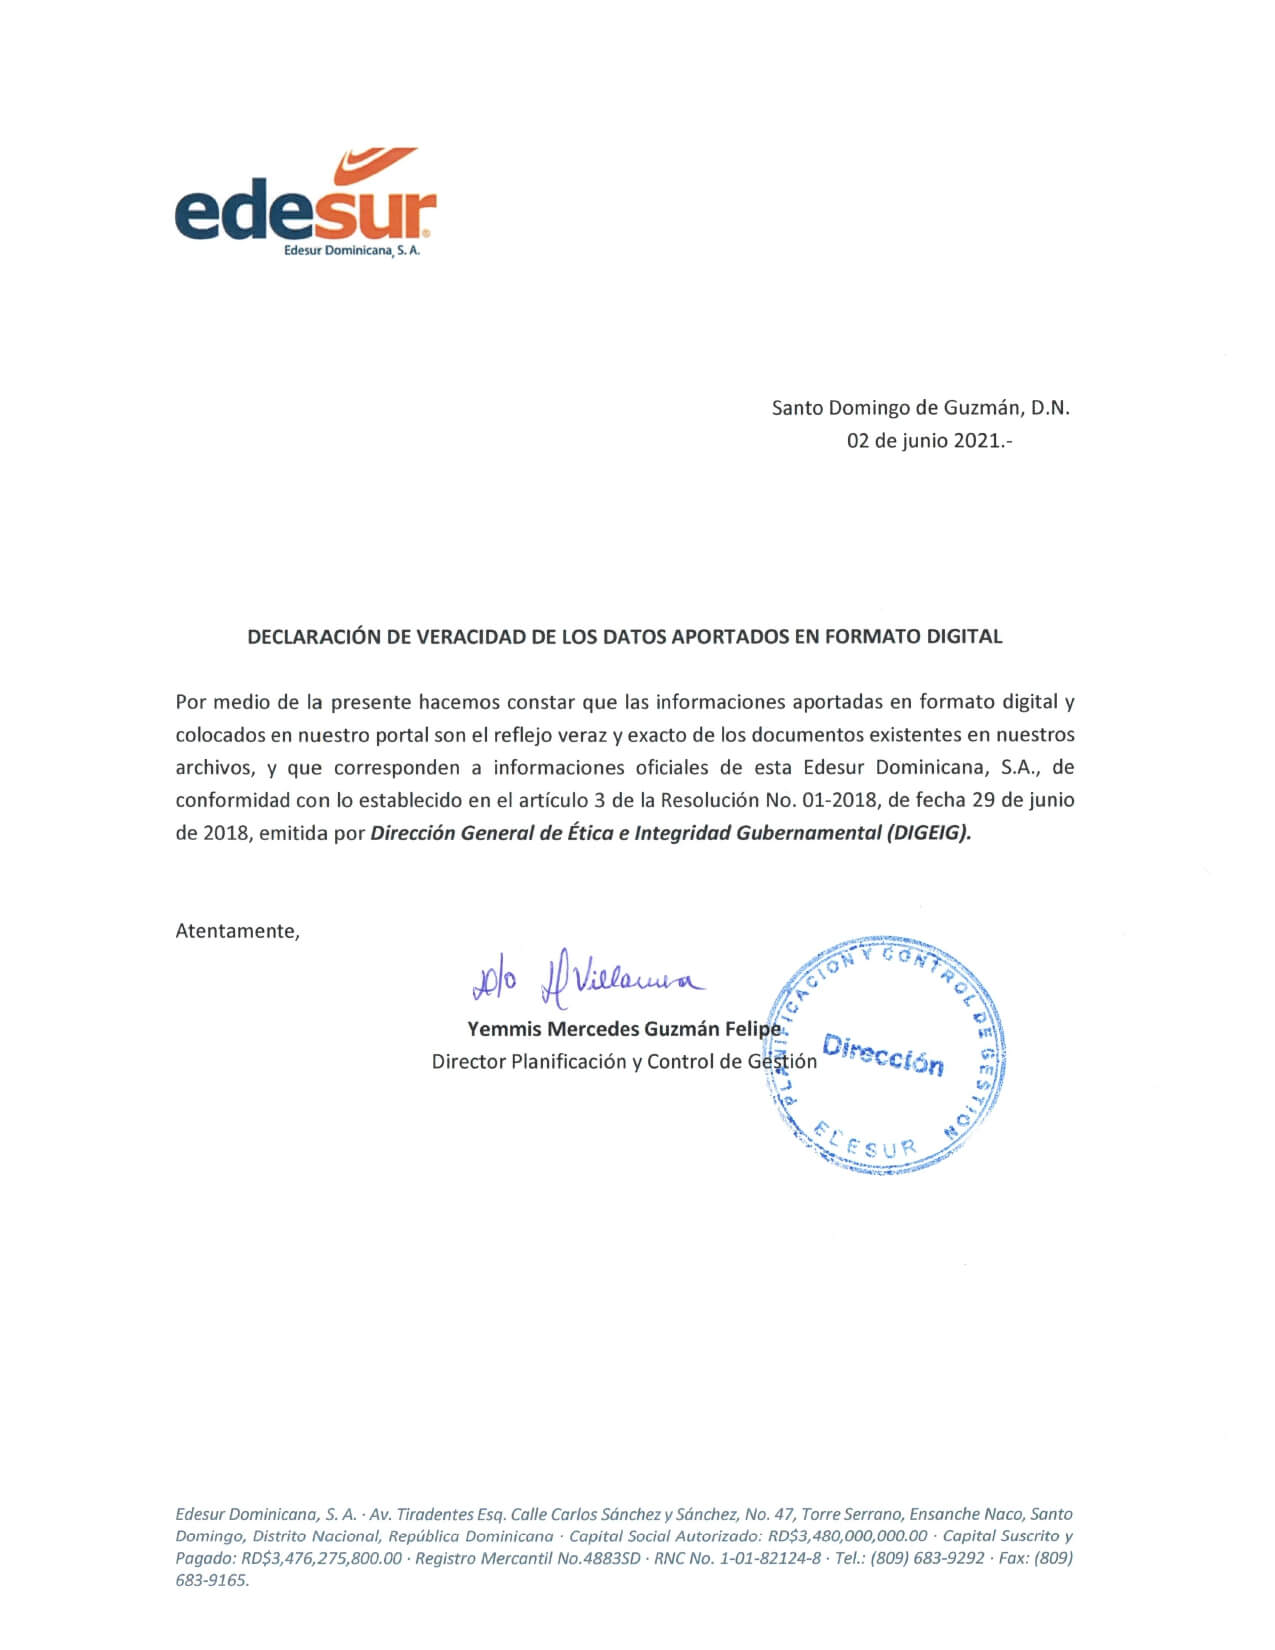 edesur®
Edesur Dominicana, S. A.
Santo Domingo de Guzmán, D.N.
02 de junio 2021.-
DECLARACIÓN DE VERACIDAD DE LOS DATOS APORTADOS EN FORMATO DIGITAL
Por medio de la presente hacemos constar que las informaciones aportadas en formato digital y
colocados en nuestro portal son el reflejo veraz y exacto de los documentos existentes en nuestros
archivos, y que corresponden a informaciones oficiales de esta Edesur Dominicana, S.A., de
conformidad con lo establecido en el artículo 3 de la Resolución No. 01-2018, de fecha 29 de junio
de 2018, emitida por Dirección General de Ética e Integridad Gubernamental (DIGEIG).
Atentamente,
Yemmis Mercedes Guzmán Felipe
Director Planificación y Control de Gestión
PLANIFICACION Y CONTROL DE GESTION
Dirección
EDESUR
Edesur Dominicana, S. A. · Av. Tiradentes Esq. Calle Carlos Sánchez y Sánchez, No. 47, Torre Serrano, Ensanche Naco, Santo
Domingo, Distrito Nacional, República Dominicana · Capital Social Autorizado: RD$3,480,000,000.00 · Capital Suscrito y
Pagado: RD$3,476,275,800.00 · Registro Mercantil No.4883SD · RNC No. 1-01-82124-8 · Tel.: (809) 683-9292 · Fax: (809)
683-9165.